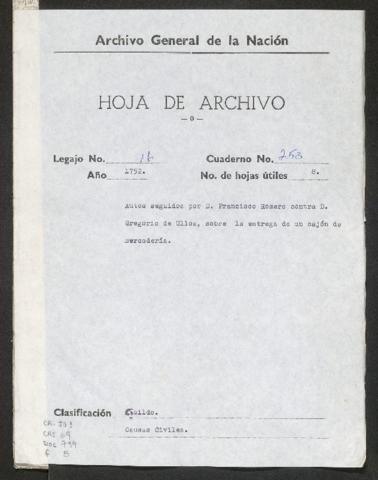 Archivo General de la Nación
HOJA DE ARCHIVO
—o—
Legajo No. 16 Cuaderno No. 253
Año 1752. No. de hojas útiles 8.
Autos seguidos por D. Francisco Romero contra D.
Gregorio de Ulloa, sobre la entrega de un cajón de
mercadería.
Clasificación Cabildo.
Causas Civiles.